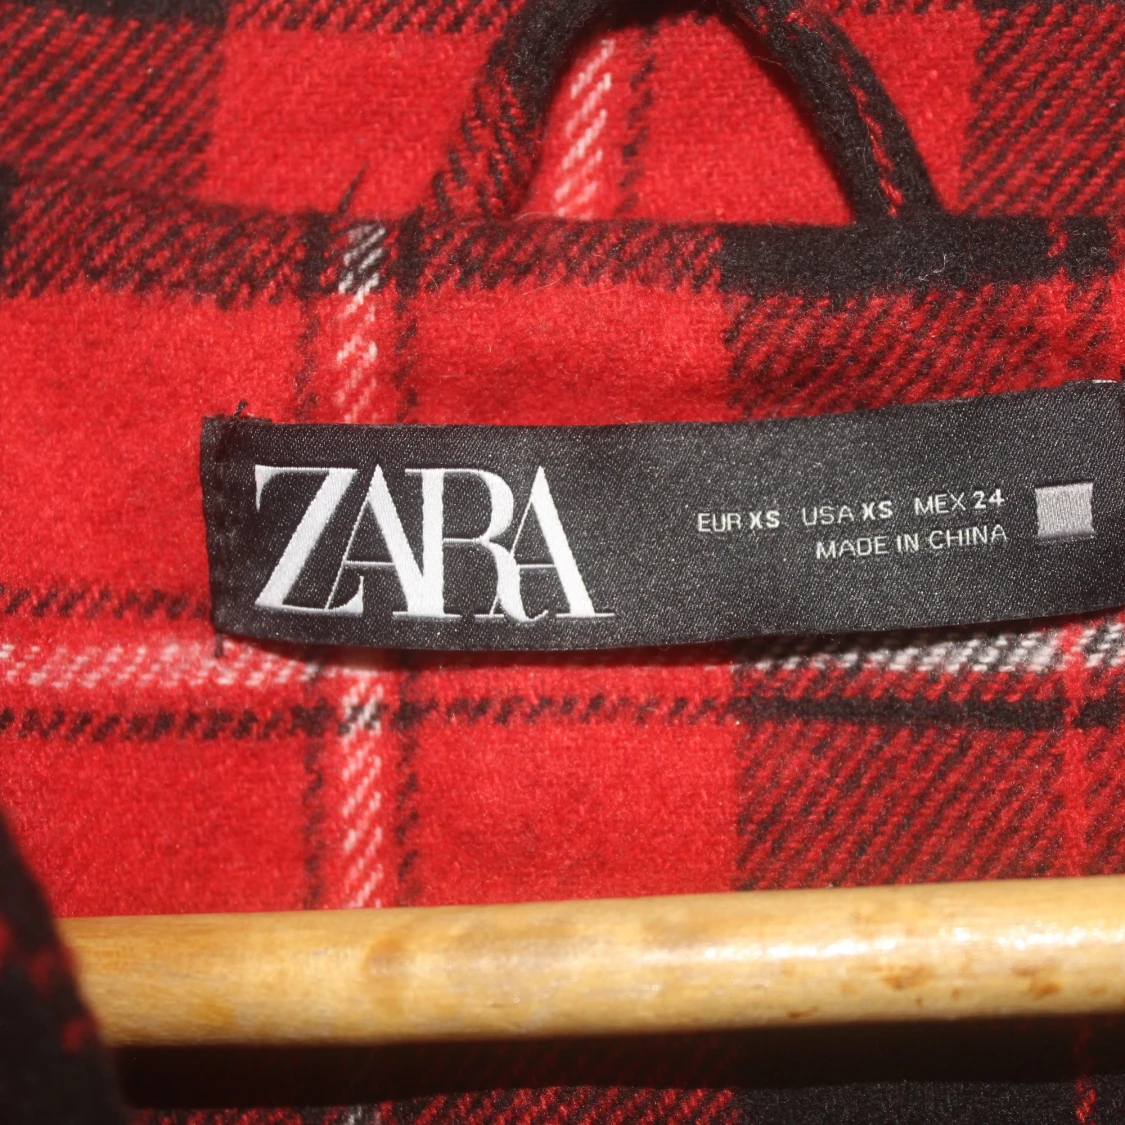 ZARA
EUR XS USA XS MEX 24
MADE IN CHINA